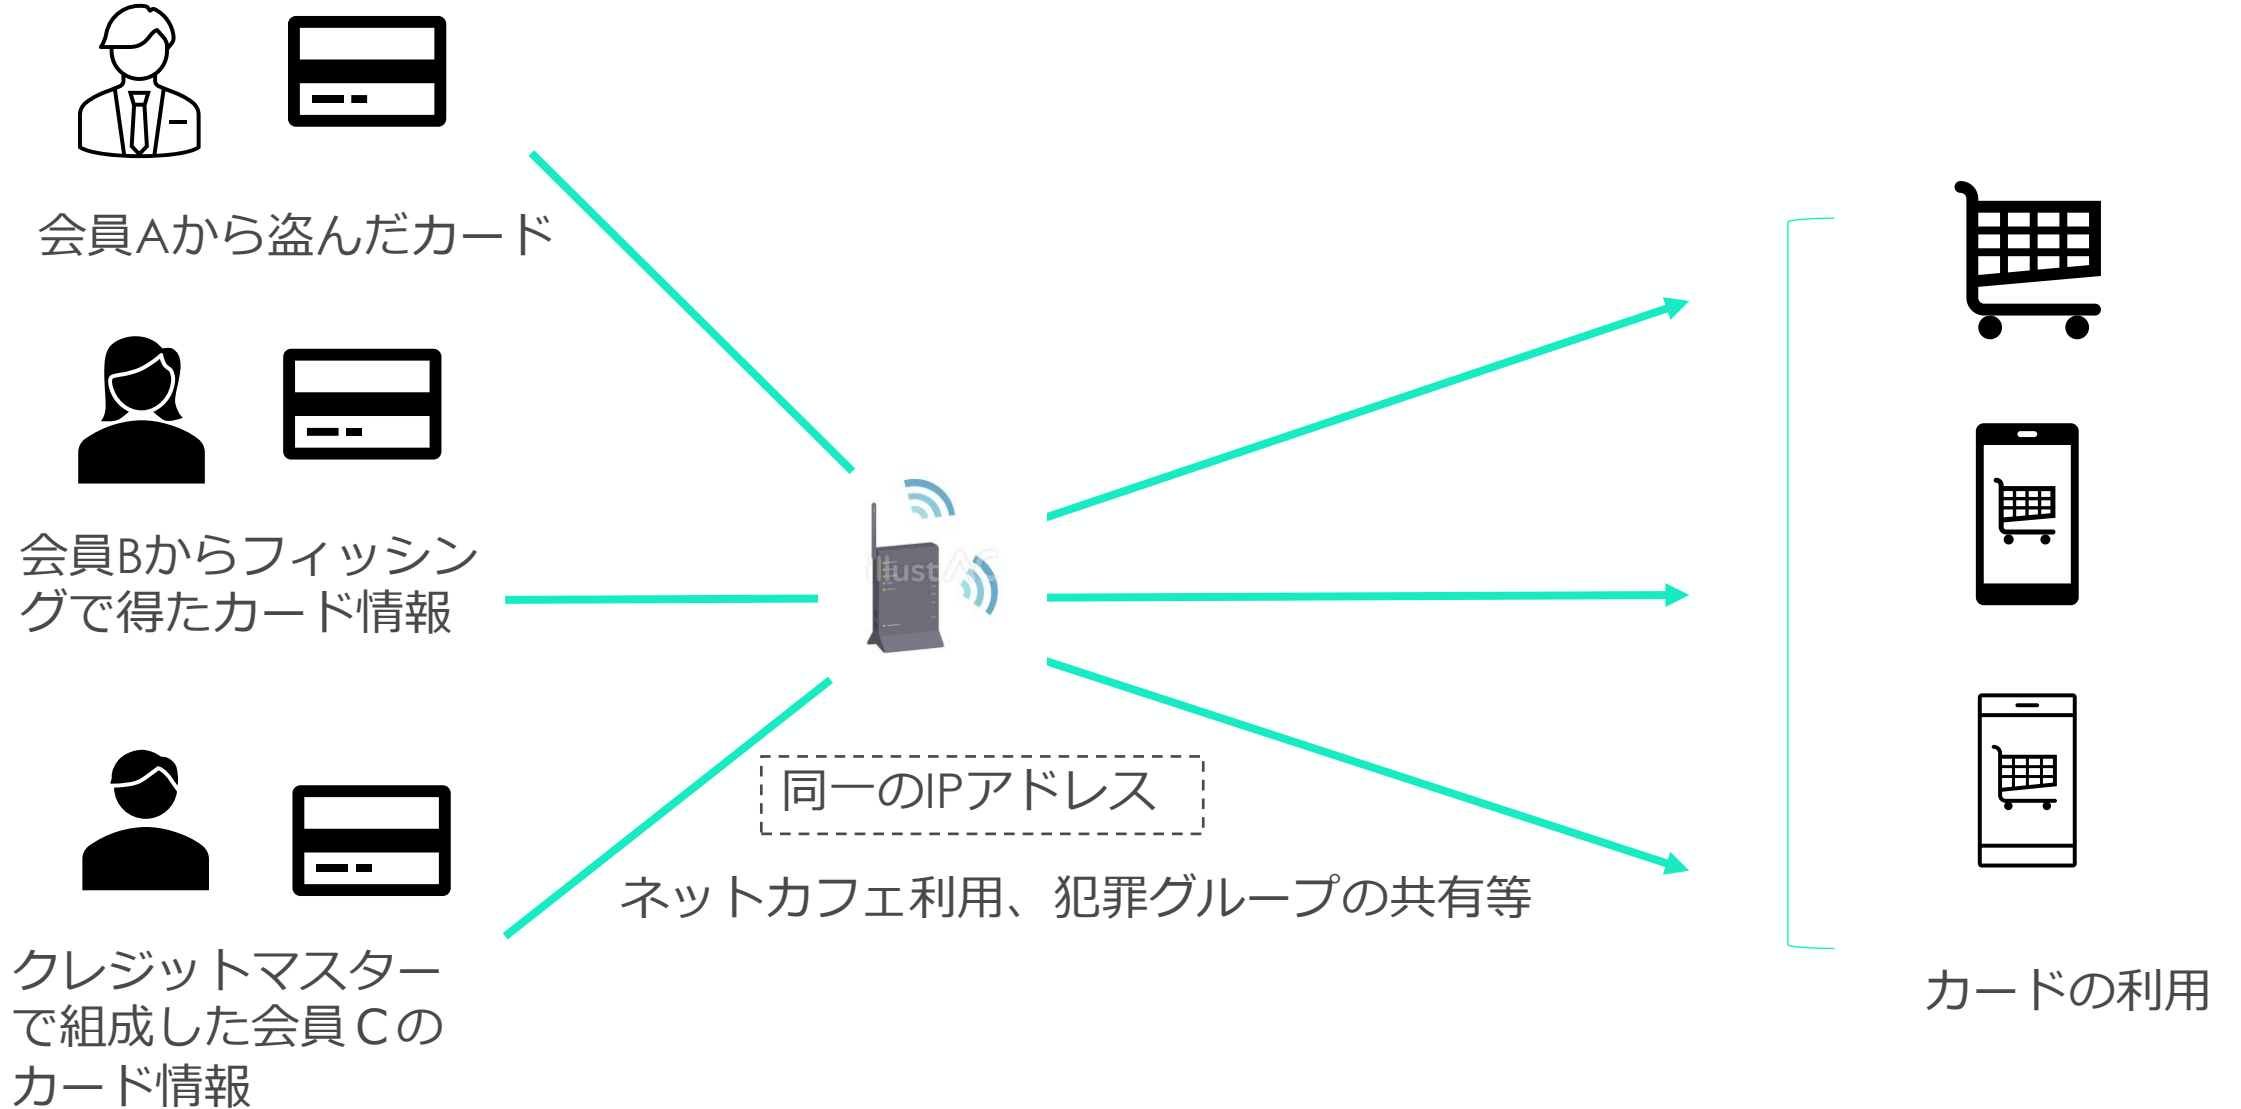 会員Aから盗んだカード
会員Bからフィッシン
グで得たカード情報
illustAC
同一のIPアドレス
ネットカフェ利用、犯罪グループの共有等
クレジットマスター
で組成した会員Ｃの
カード情報
カードの利用